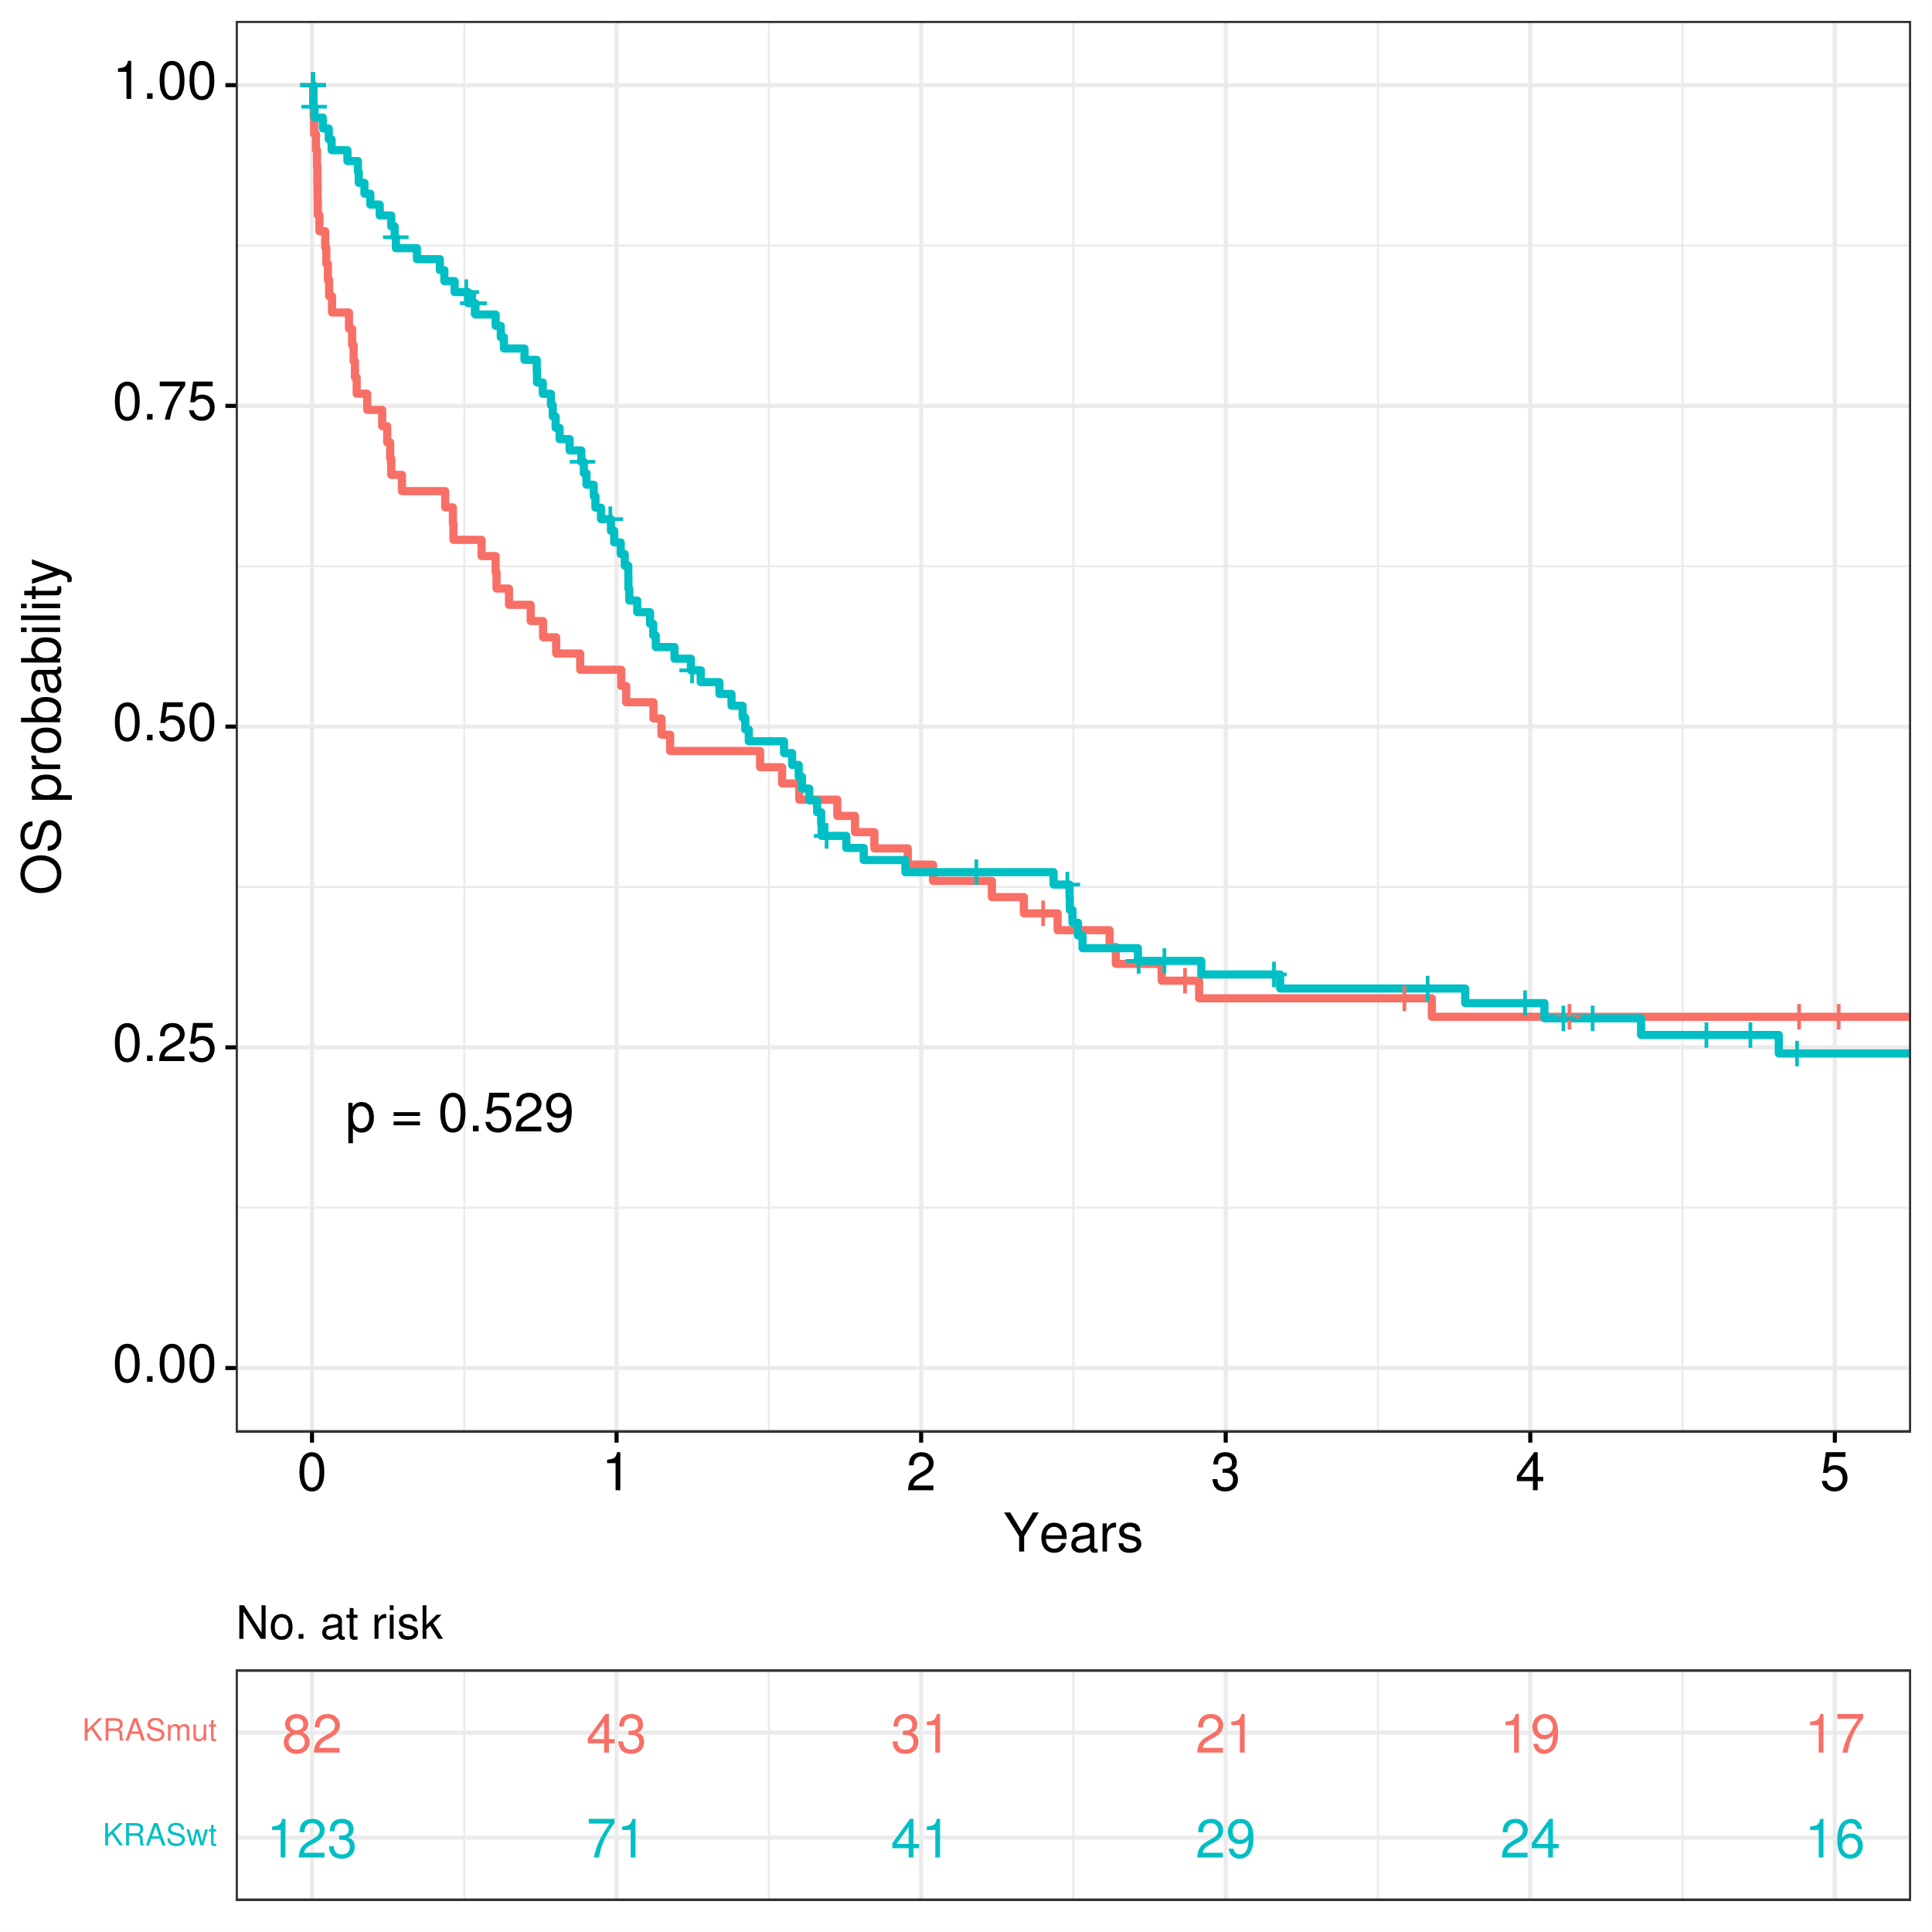 OS probability
1.00
0.75
0.50
0.25
0.00
p = 0.529
0 1 2 3 4 5
Years
No. at risk
KRASmut 82 43 31 21 19 17
KRASwt 123 71 41 29 24 16